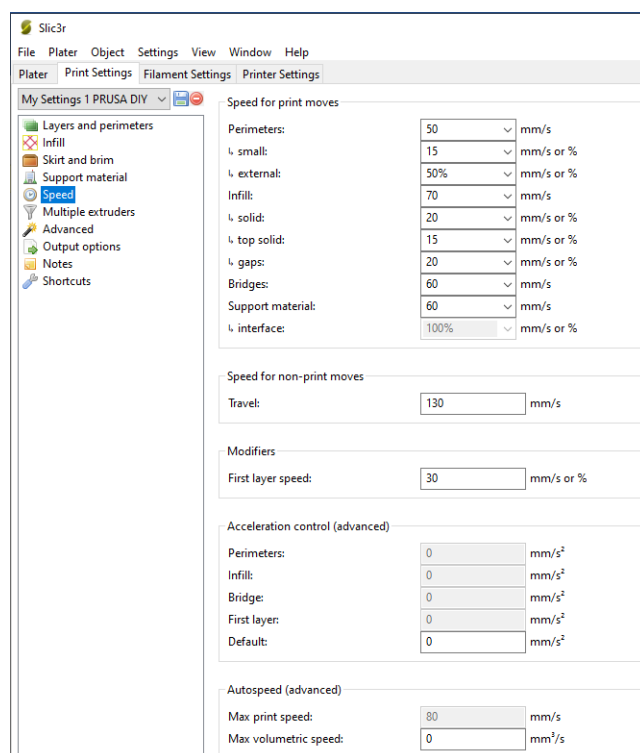 Slic3r
File Plater Object Settings View Window Help
Plater Print Settings Filament Settings Printer Settings
My Settings 1 PRUSA DIY
Layers and perimeters
Infill
Skirt and brim
Support material
Speed
Multiple extruders
Advanced
Output options
Notes
Shortcuts
Speed for print moves
Perimeters: 50 mm/s
↳ small: 15 mm/s or %
↳ external: 50% mm/s or %
Infill: 70 mm/s
↳ solid: 20 mm/s or %
↳ top solid: 15 mm/s or %
↳ gaps: 20 mm/s or %
Bridges: 60 mm/s
Support material: 60 mm/s
↳ interface: 100% mm/s or %
Speed for non-print moves
Travel: 130 mm/s
Modifiers
First layer speed: 30 mm/s or %
Acceleration control (advanced)
Perimeters: 0 mm/s²
Infill: 0 mm/s²
Bridge: 0 mm/s²
First layer: 0 mm/s²
Default: 0 mm/s²
Autospeed (advanced)
Max print speed: 80 mm/s
Max volumetric speed: 0 mm³/s